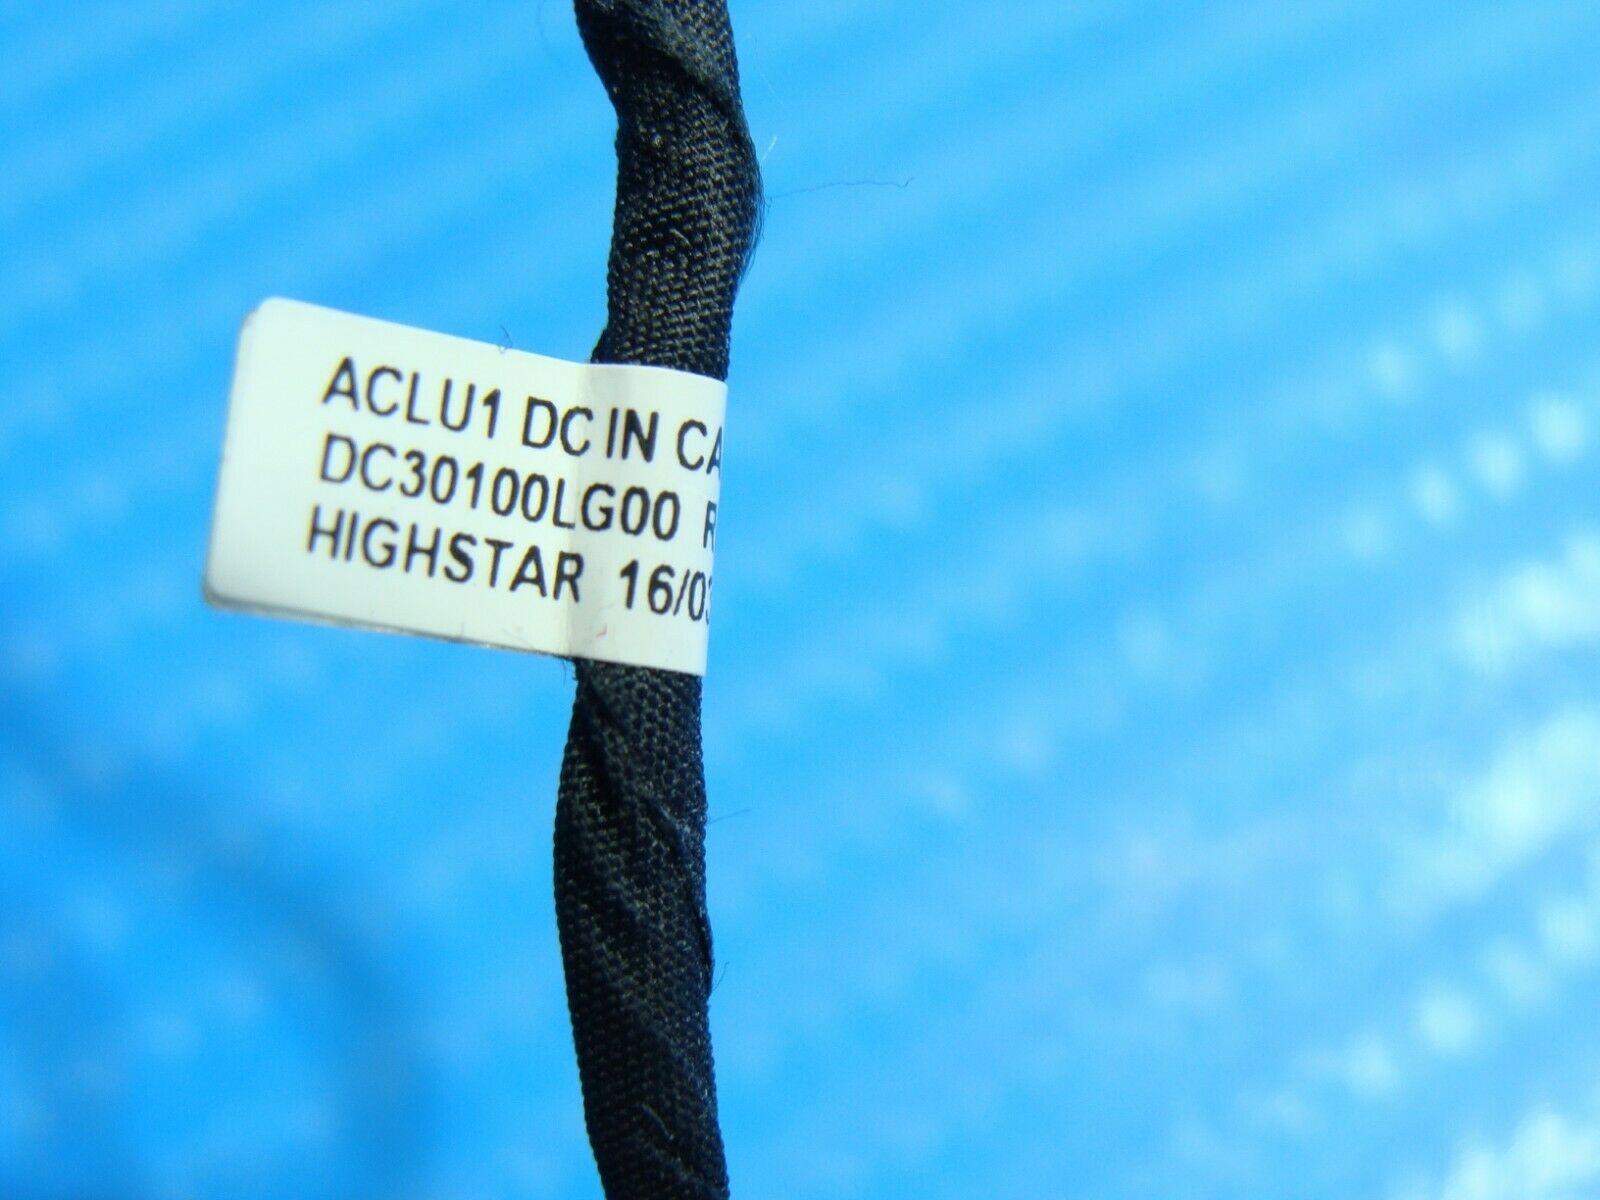 ACLU1 DC IN CA
DC30100LG00 R
HIGHSTAR 16/03